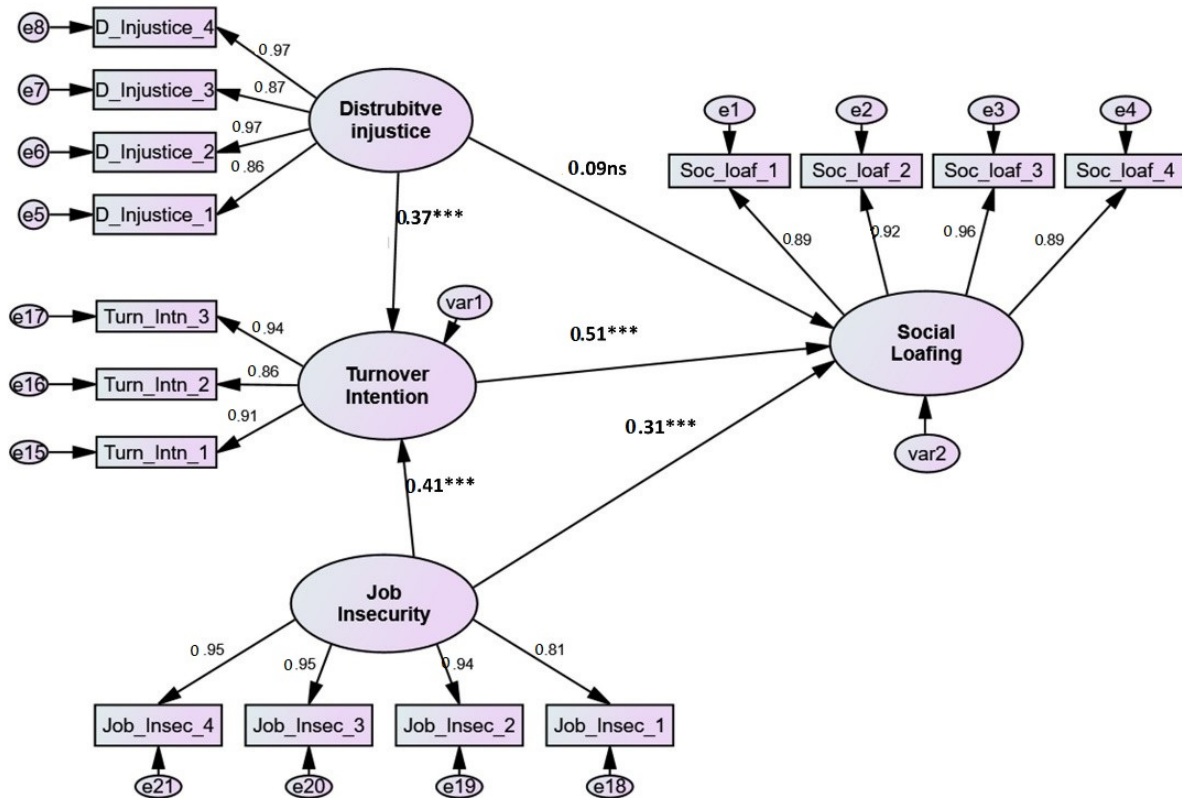 e8
D_Injustice_4
0.97
e7
D_Injustice_3
0.87
e6
D_Injustice_2
0.97
e5
D_Injustice_1
0.86
Distrubitve
injustice
0.09ns
0.37***
e1
e2
e3
e4
Soc_loaf_1
Soc_loaf_2
Soc_loaf_3
Soc_loaf_4
0.89
0.92
0.96
0.89
Social
Loafing
var2
e17
Turn_Intn_3
0.94
e16
Turn_Intn_2
0.86
e15
Turn_Intn_1
0.91
var1
Turnover
Intention
0.51***
0.31***
0.41***
Job
Insecurity
0.95
0.95
0.94
0.81
Job_Insec_4
Job_Insec_3
Job_Insec_2
Job_Insec_1
e21
e20
e19
e18